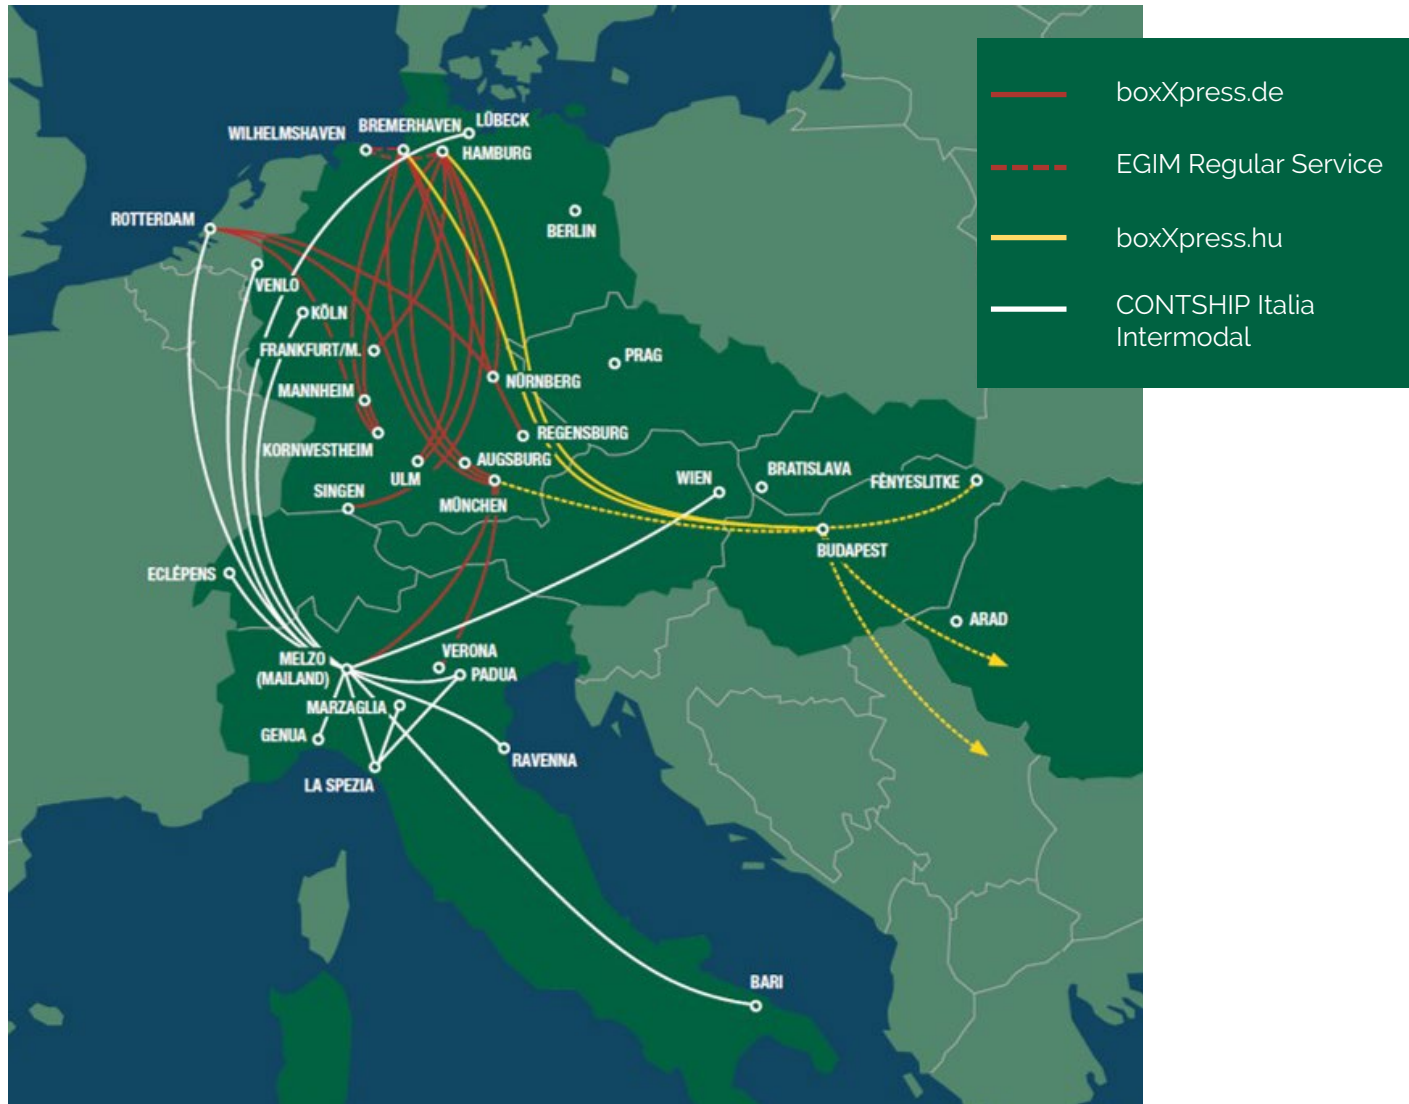 boxXpress.de
EGIM Regular Service
boxXpress.hu
CONTSHIP Italia
Intermodal
LÜBECK
BREMERHAVEN
WILHELMSHAVEN
HAMBURG
ROTTERDAM
BERLIN
VENLO
KÖLN
FRANKFURT/M.
PRAG
NÜRNBERG
MANNHEIM
REGENSBURG
KORNWESTHEIM
AUGSBURG
BRATISLAVA
ULM
WIEN
FÈNYESLITKE
SINGEN
MÜNCHEN
BUDAPEST
ECLÉPENS
ARAD
VERONA
MELZO
(MAILAND)
PADUA
MARZAGLIA
GENUA
RAVENNA
LA SPEZIA
BARI